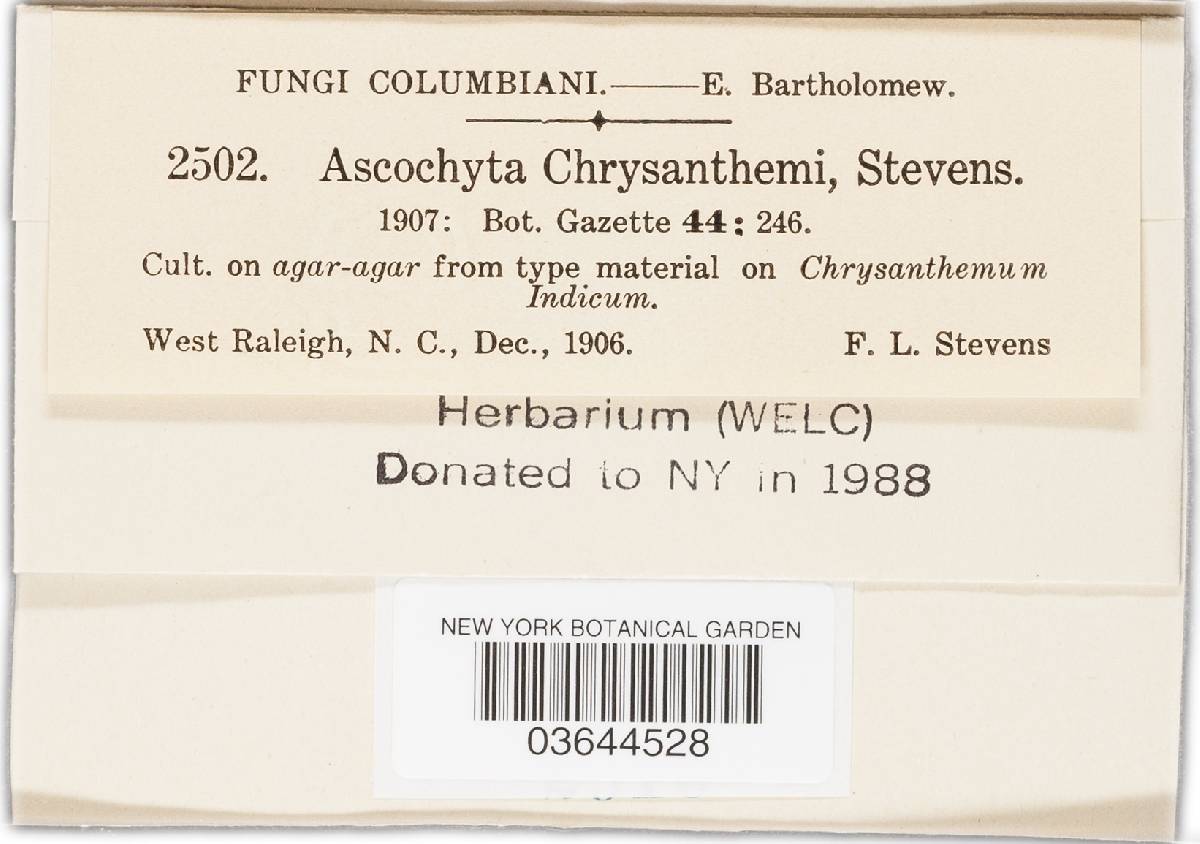 FUNGI COLUMBIANI.——E. Bartholomew.
2502. Ascochyta Chrysanthemi, Stevens.
1907: Bot. Gazette 44: 246.
Cult. on agar-agar from type material on Chrysanthemum
Indicum.
West Raleigh, N. C., Dec., 1906. F. L. Stevens
Herbarium (WELC)
Donated to NY in 1988
NEW YORK BOTANICAL GARDEN
03644528